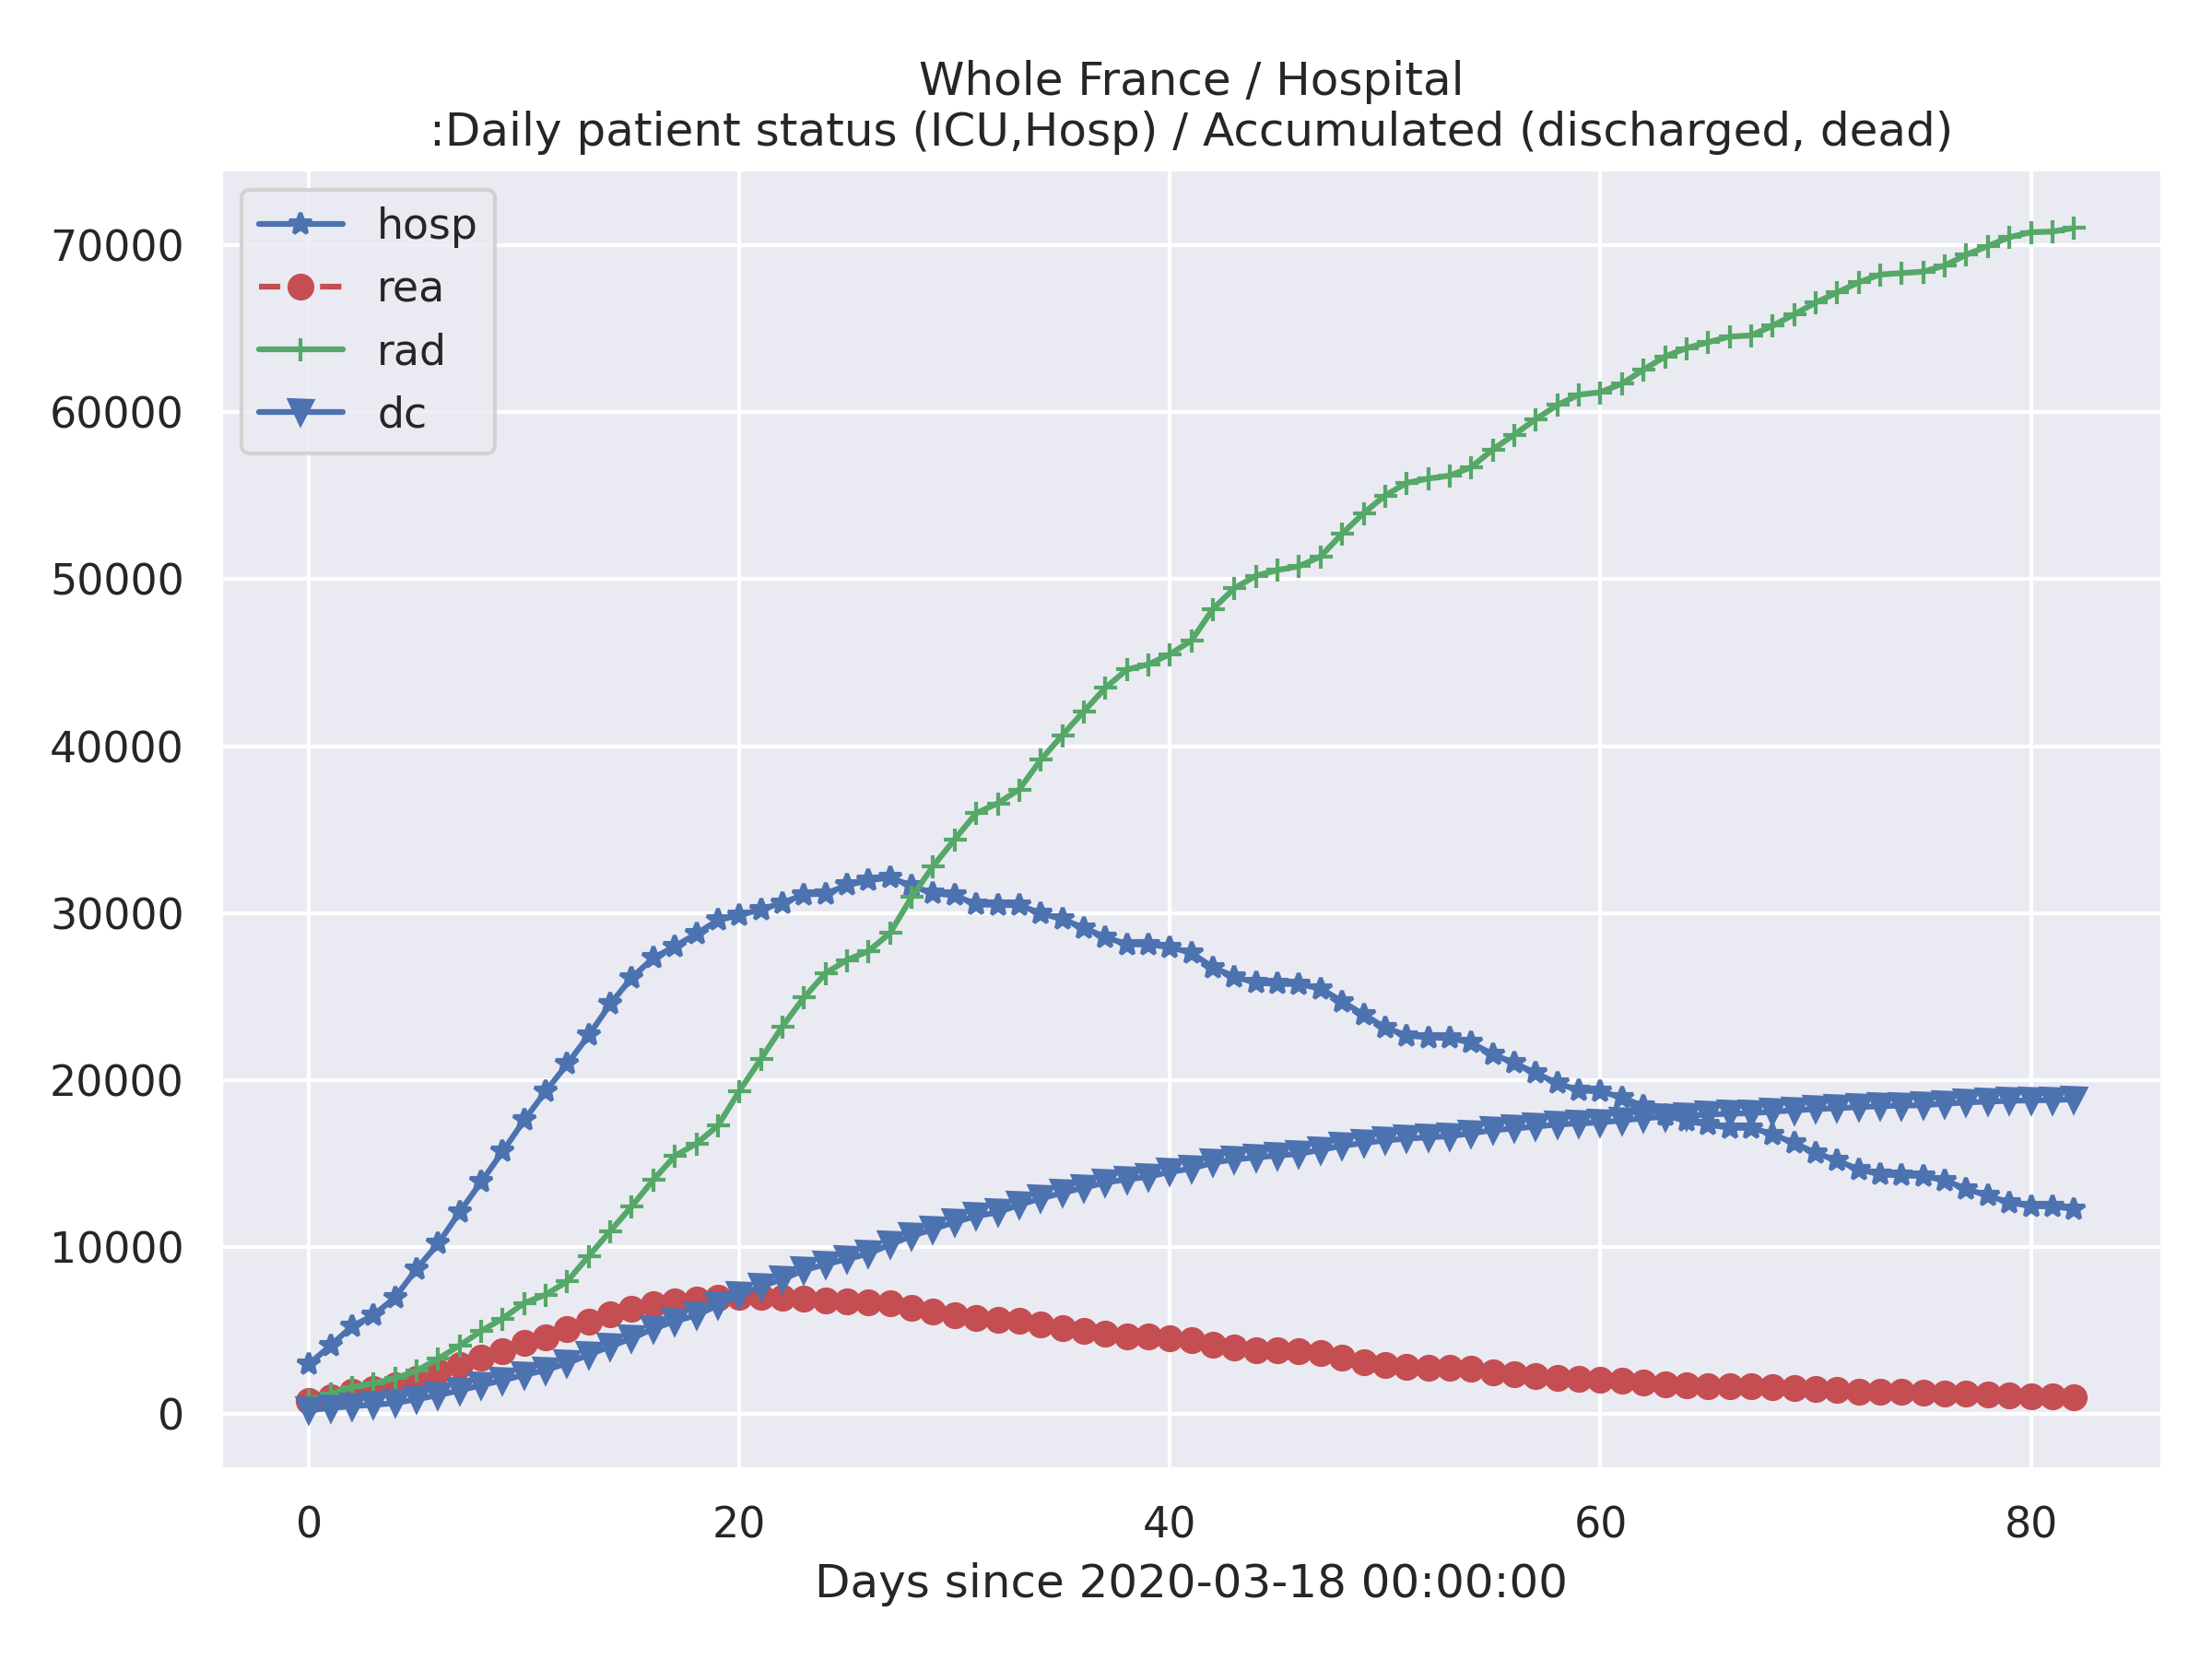 Whole France / Hospital
:Daily patient status (ICU,Hosp) / Accumulated (discharged, dead)
hosp
rea
rad
dc
70000
60000
50000
40000
30000
20000
10000
0
0 20 40 60 80
Days since 2020-03-18 00:00:00